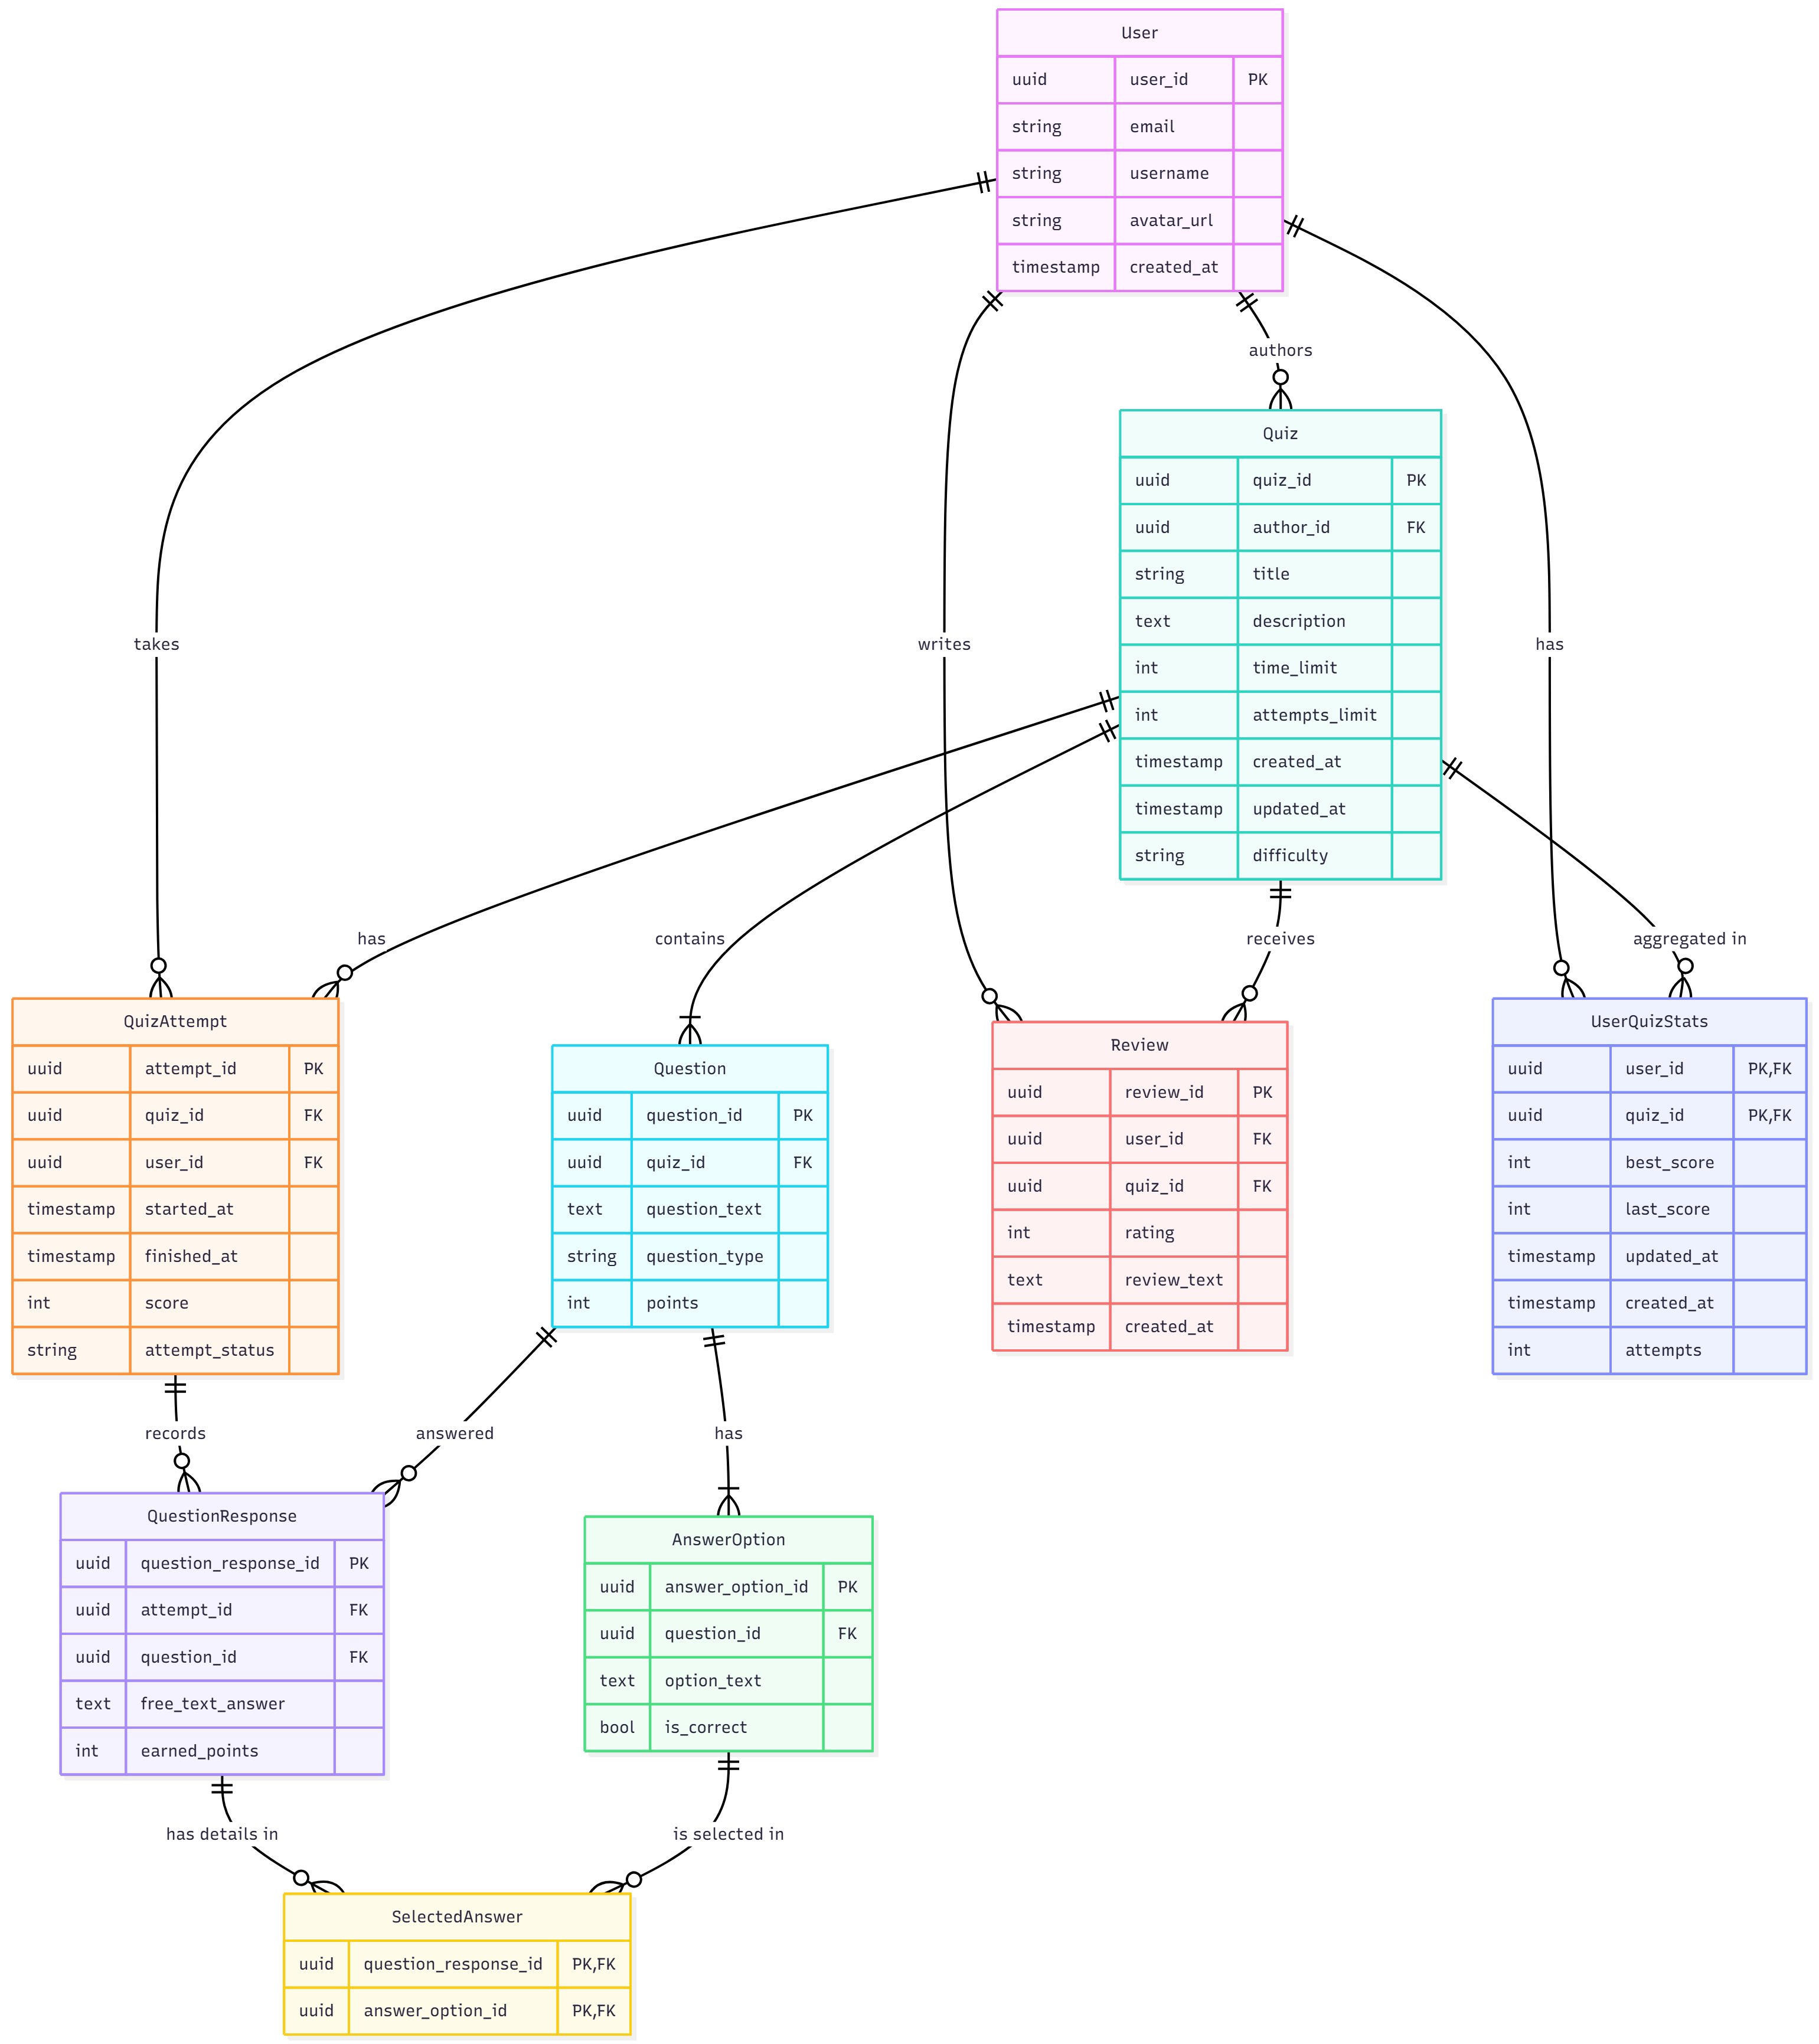 User
uuid user_id PK
string email
string username
string avatar_url
timestamp created_at
authors
Quiz
uuid quiz_id PK
uuid author_id FK
string title
text description
int time_limit
int attempts_limit
timestamp created_at
timestamp updated_at
string difficulty
takes
writes
has
has
contains
receives
aggregated in
QuizAttempt
uuid attempt_id PK
uuid quiz_id FK
uuid user_id FK
timestamp started_at
timestamp finished_at
int score
string attempt_status
Question
uuid question_id PK
uuid quiz_id FK
text question_text
string question_type
int points
Review
uuid review_id PK
uuid user_id FK
uuid quiz_id FK
int rating
text review_text
timestamp created_at
UserQuizStats
uuid user_id PK,FK
uuid quiz_id PK,FK
int best_score
int last_score
timestamp updated_at
timestamp created_at
int attempts
records
answered
has
QuestionResponse
uuid question_response_id PK
uuid attempt_id FK
uuid question_id FK
text free_text_answer
int earned_points
AnswerOption
uuid answer_option_id PK
uuid question_id FK
text option_text
bool is_correct
has details in
is selected in
SelectedAnswer
uuid question_response_id PK,FK
uuid answer_option_id PK,FK